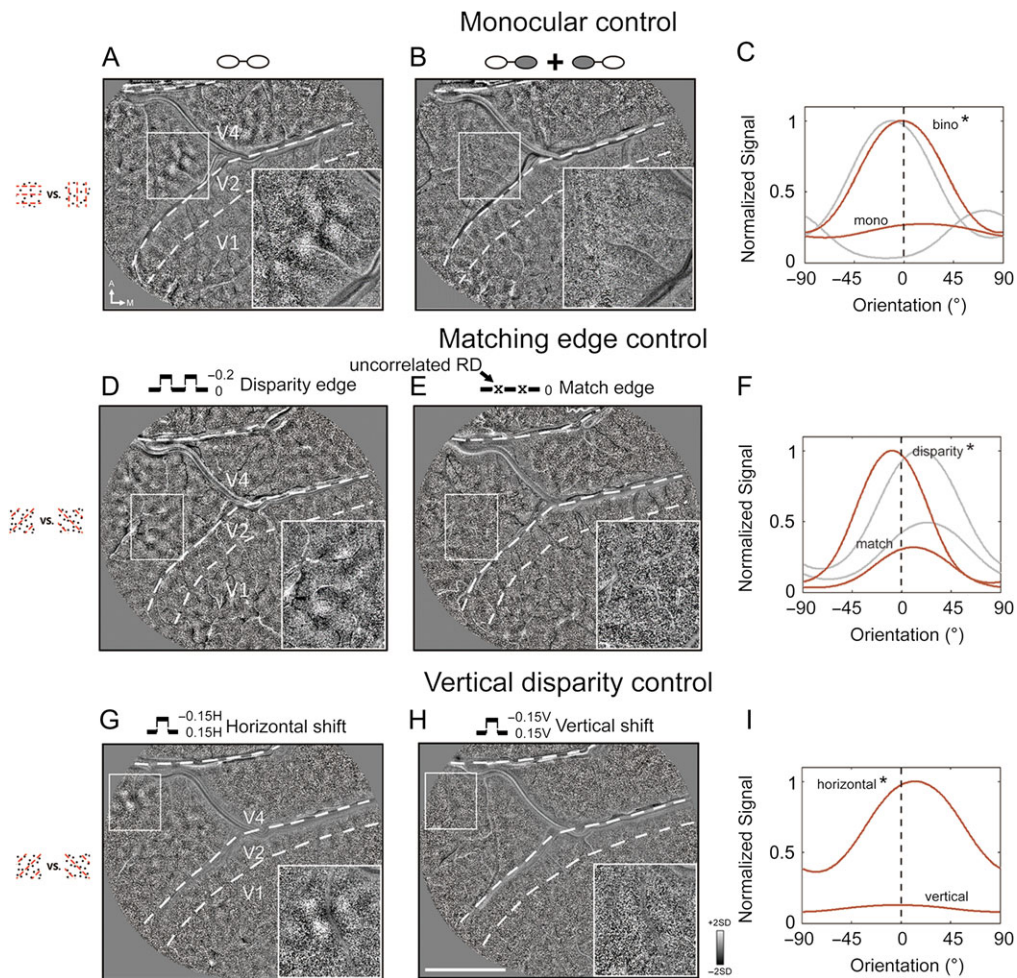 Monocular control
A
B
+
C
V4
V2
V1
A
M
vs.
Normalized Signal
1
0.5
0
bino *
mono
−90 −45 0 45 90
Orientation (°)
Matching edge control
uncorrelated RD
D
−0.2
0
Disparity edge
E
x x 0 Match edge
F
V4
V2
V1
vs.
Normalized Signal
1
0.5
0
disparity *
match
−90 −45 0 45 90
Orientation (°)
Vertical disparity control
G
−0.15H
0.15H
Horizontal shift
H
−0.15V
0.15V
Vertical shift
I
V4
V2
V1
vs.
+2SD
−2SD
Normalized Signal
1
0.5
0
horizontal *
vertical
−90 −45 0 45 90
Orientation (°)